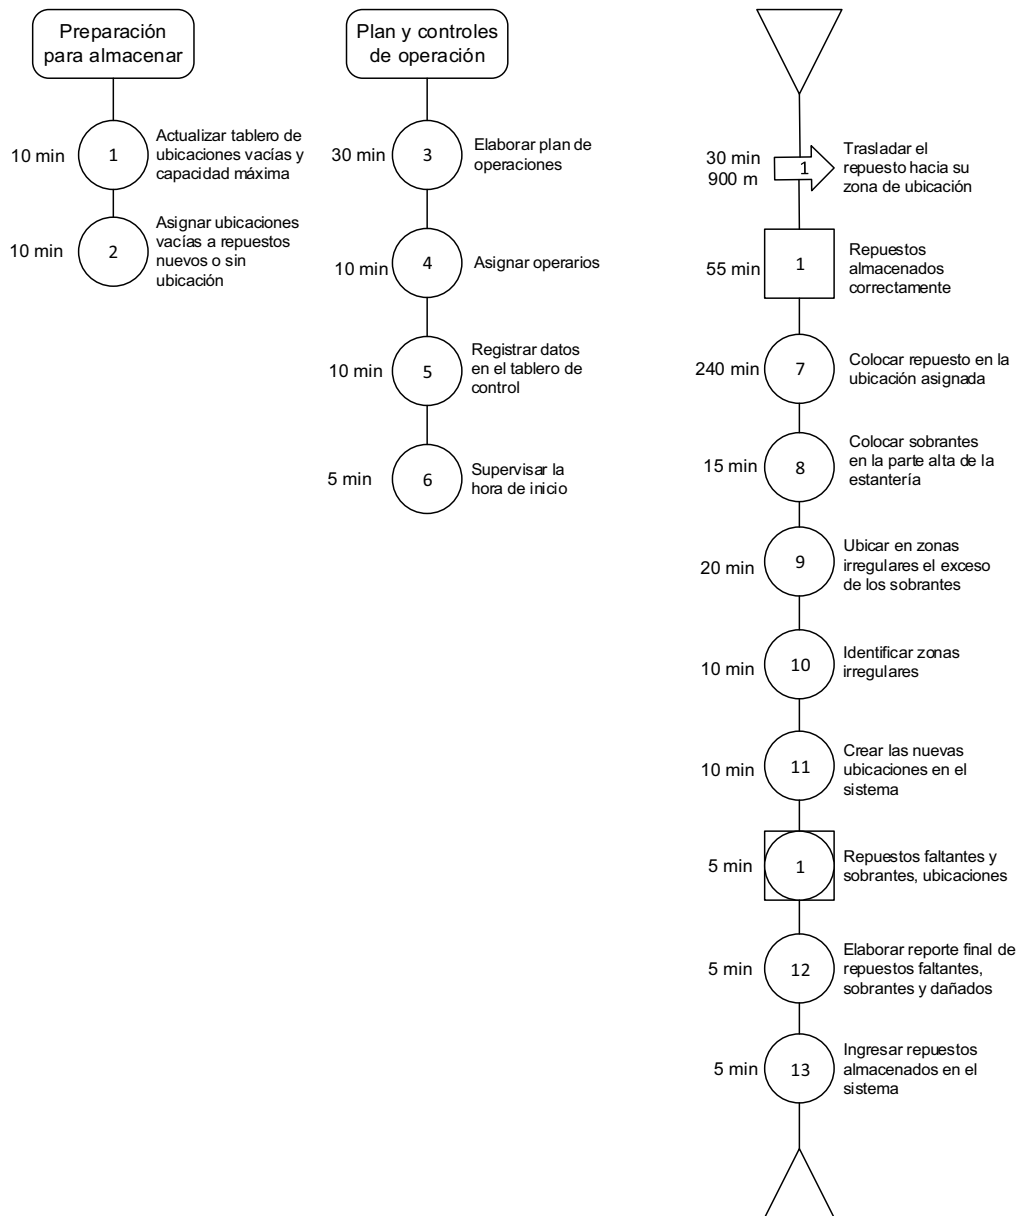 Preparación
para almacenar
10 min
1
Actualizar tablero de
ubicaciones vacías y
capacidad máxima
10 min
2
Asignar ubicaciones
vacías a repuestos
nuevos o sin
ubicación
Plan y controles
de operación
30 min
3
Elaborar plan de
operaciones
10 min
4
Asignar operarios
10 min
5
Registrar datos
en el tablero de
control
5 min
6
Supervisar la
hora de inicio
30 min
900 m
1
Trasladar el
repuesto hacia su
zona de ubicación
55 min
1
Repuestos
almacenados
correctamente
240 min
7
Colocar repuesto en la
ubicación asignada
15 min
8
Colocar sobrantes
en la parte alta de la
estantería
20 min
9
Ubicar en zonas
irregulares el exceso
de los sobrantes
10 min
10
Identificar zonas
irregulares
10 min
11
Crear las nuevas
ubicaciones en el
sistema
5 min
1
Repuestos faltantes y
sobrantes, ubicaciones
5 min
12
Elaborar reporte final de
repuestos faltantes,
sobrantes y dañados
5 min
13
Ingresar repuestos
almacenados en el
sistema